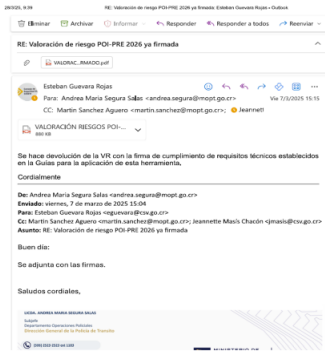 28/3/25, 9:39 RE: Valoración de riesgo POI-PRE 2026 ya firmada: Esteban Guevara Rojas - Outlook
Eliminar Archivar Informar Responder Responder a todos Reenviar
RE: Valoración de riesgo POI-PRE 2026 ya firmada
VALORAC...RMADO.pdf
Esteban Guevara Rojas
Para: Andrea Maria Segura Salas <andrea.segura@mopt.go.cr> Vie 7/3/2025 15:15
CC: Martin Sanchez Aguero <martin.sanchez@mopt.go.cr>; Jeannett
VALORACIÓN RIESGOS POI-...
880 KB
Se hace devolución de la VR con la firma de cumplimiento de requisitos técnicos establecidos
en la Guías para la aplicación de esta herramienta.
Cordialmente
De: Andrea Maria Segura Salas <andrea.segura@mopt.go.cr>
Enviado: viernes, 7 de marzo de 2025 15:04
Para: Esteban Guevara Rojas <eguevara@csv.go.cr>
Cc: Martin Sanchez Aguero <martin.sanchez@mopt.go.cr>; Jeannette Masís Chacón <jmasis@csv.go.cr>
Asunto: RE: Valoración de riesgo POI-PRE 2026 ya firmada
Buen día:
Se adjunta con las firmas.
Saludos cordiales,
LICDA. ANDREA MARÍA SEGURA SALAS
Subjefe
Departamento Operaciones Policiales
Dirección General de la Policía de Tránsito
MINISTERIO DE